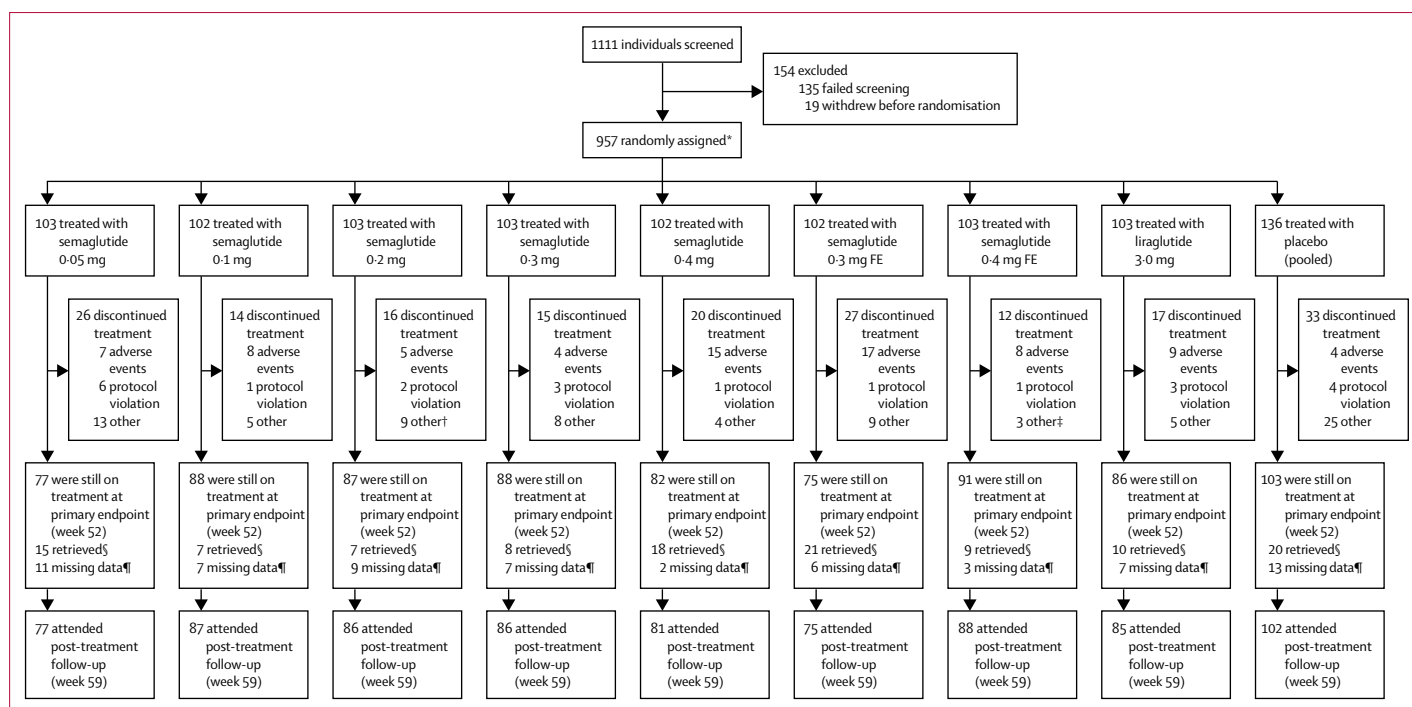 1111 individuals screened
154 excluded
135 failed screening
19 withdrew before randomisation
957 randomly assigned*
103 treated with
semaglutide
0·05 mg
102 treated with
semaglutide
0·1 mg
103 treated with
semaglutide
0·2 mg
103 treated with
semaglutide
0·3 mg
102 treated with
semaglutide
0·4 mg
102 treated with
semaglutide
0·3 mg FE
103 treated with
semaglutide
0·4 mg FE
103 treated with
liraglutide
3·0 mg
136 treated with
placebo
(pooled)
26 discontinued
treatment
7 adverse
events
6 protocol
violation
13 other
14 discontinued
treatment
8 adverse
events
1 protocol
violation
5 other
16 discontinued
treatment
5 adverse
events
2 protocol
violation
9 other†
15 discontinued
treatment
4 adverse
events
3 protocol
violation
8 other
20 discontinued
treatment
15 adverse
events
1 protocol
violation
4 other
27 discontinued
treatment
17 adverse
events
1 protocol
violation
9 other
12 discontinued
treatment
8 adverse
events
1 protocol
violation
3 other‡
17 discontinued
treatment
9 adverse
events
3 protocol
violation
5 other
33 discontinued
treatment
4 adverse
events
4 protocol
violation
25 other
77 were still on
treatment at
primary endpoint
(week 52)
15 retrieved§
11 missing data¶
88 were still on
treatment at
primary endpoint
(week 52)
7 retrieved§
7 missing data¶
87 were still on
treatment at
primary endpoint
(week 52)
7 retrieved§
9 missing data¶
88 were still on
treatment at
primary endpoint
(week 52)
8 retrieved§
7 missing data¶
82 were still on
treatment at
primary endpoint
(week 52)
18 retrieved§
2 missing data¶
75 were still on
treatment at
primary endpoint
(week 52)
21 retrieved§
6 missing data¶
91 were still on
treatment at
primary endpoint
(week 52)
9 retrieved§
3 missing data¶
86 were still on
treatment at
primary endpoint
(week 52)
10 retrieved§
7 missing data¶
103 were still on
treatment at
primary endpoint
(week 52)
20 retrieved§
13 missing data¶
77 attended
post-treatment
follow-up
(week 59)
87 attended
post-treatment
follow-up
(week 59)
86 attended
post-treatment
follow-up
(week 59)
86 attended
post-treatment
follow-up
(week 59)
81 attended
post-treatment
follow-up
(week 59)
75 attended
post-treatment
follow-up
(week 59)
88 attended
post-treatment
follow-up
(week 59)
85 attended
post-treatment
follow-up
(week 59)
102 attended
post-treatment
follow-up
(week 59)